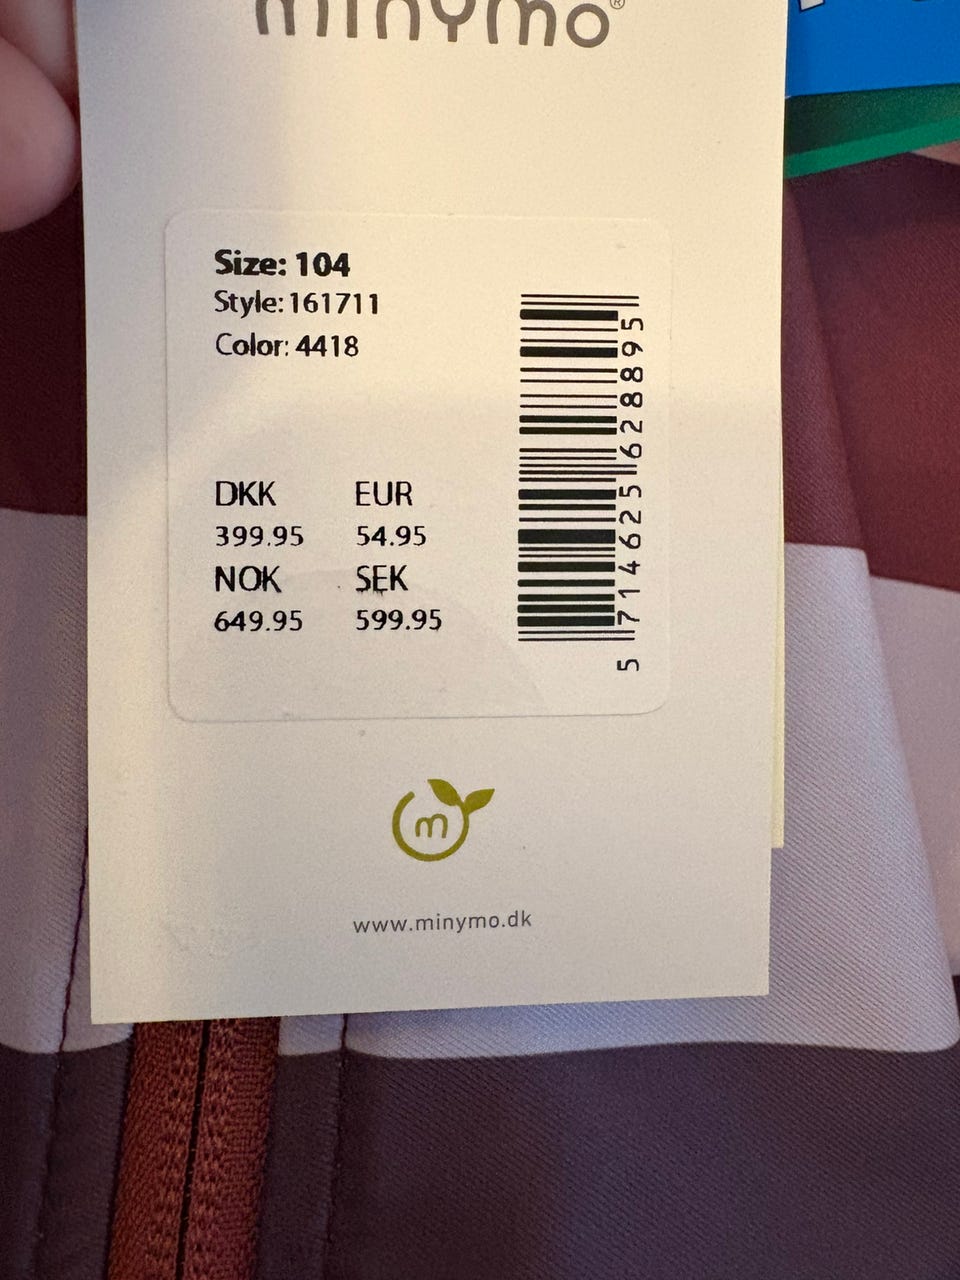 minymo®
Size: 104
Style: 161711
Color: 4418
DKK EUR
399.95 54.95
NOK SEK
649.95 599.95
5 714625 628895
m
www.minymo.dk